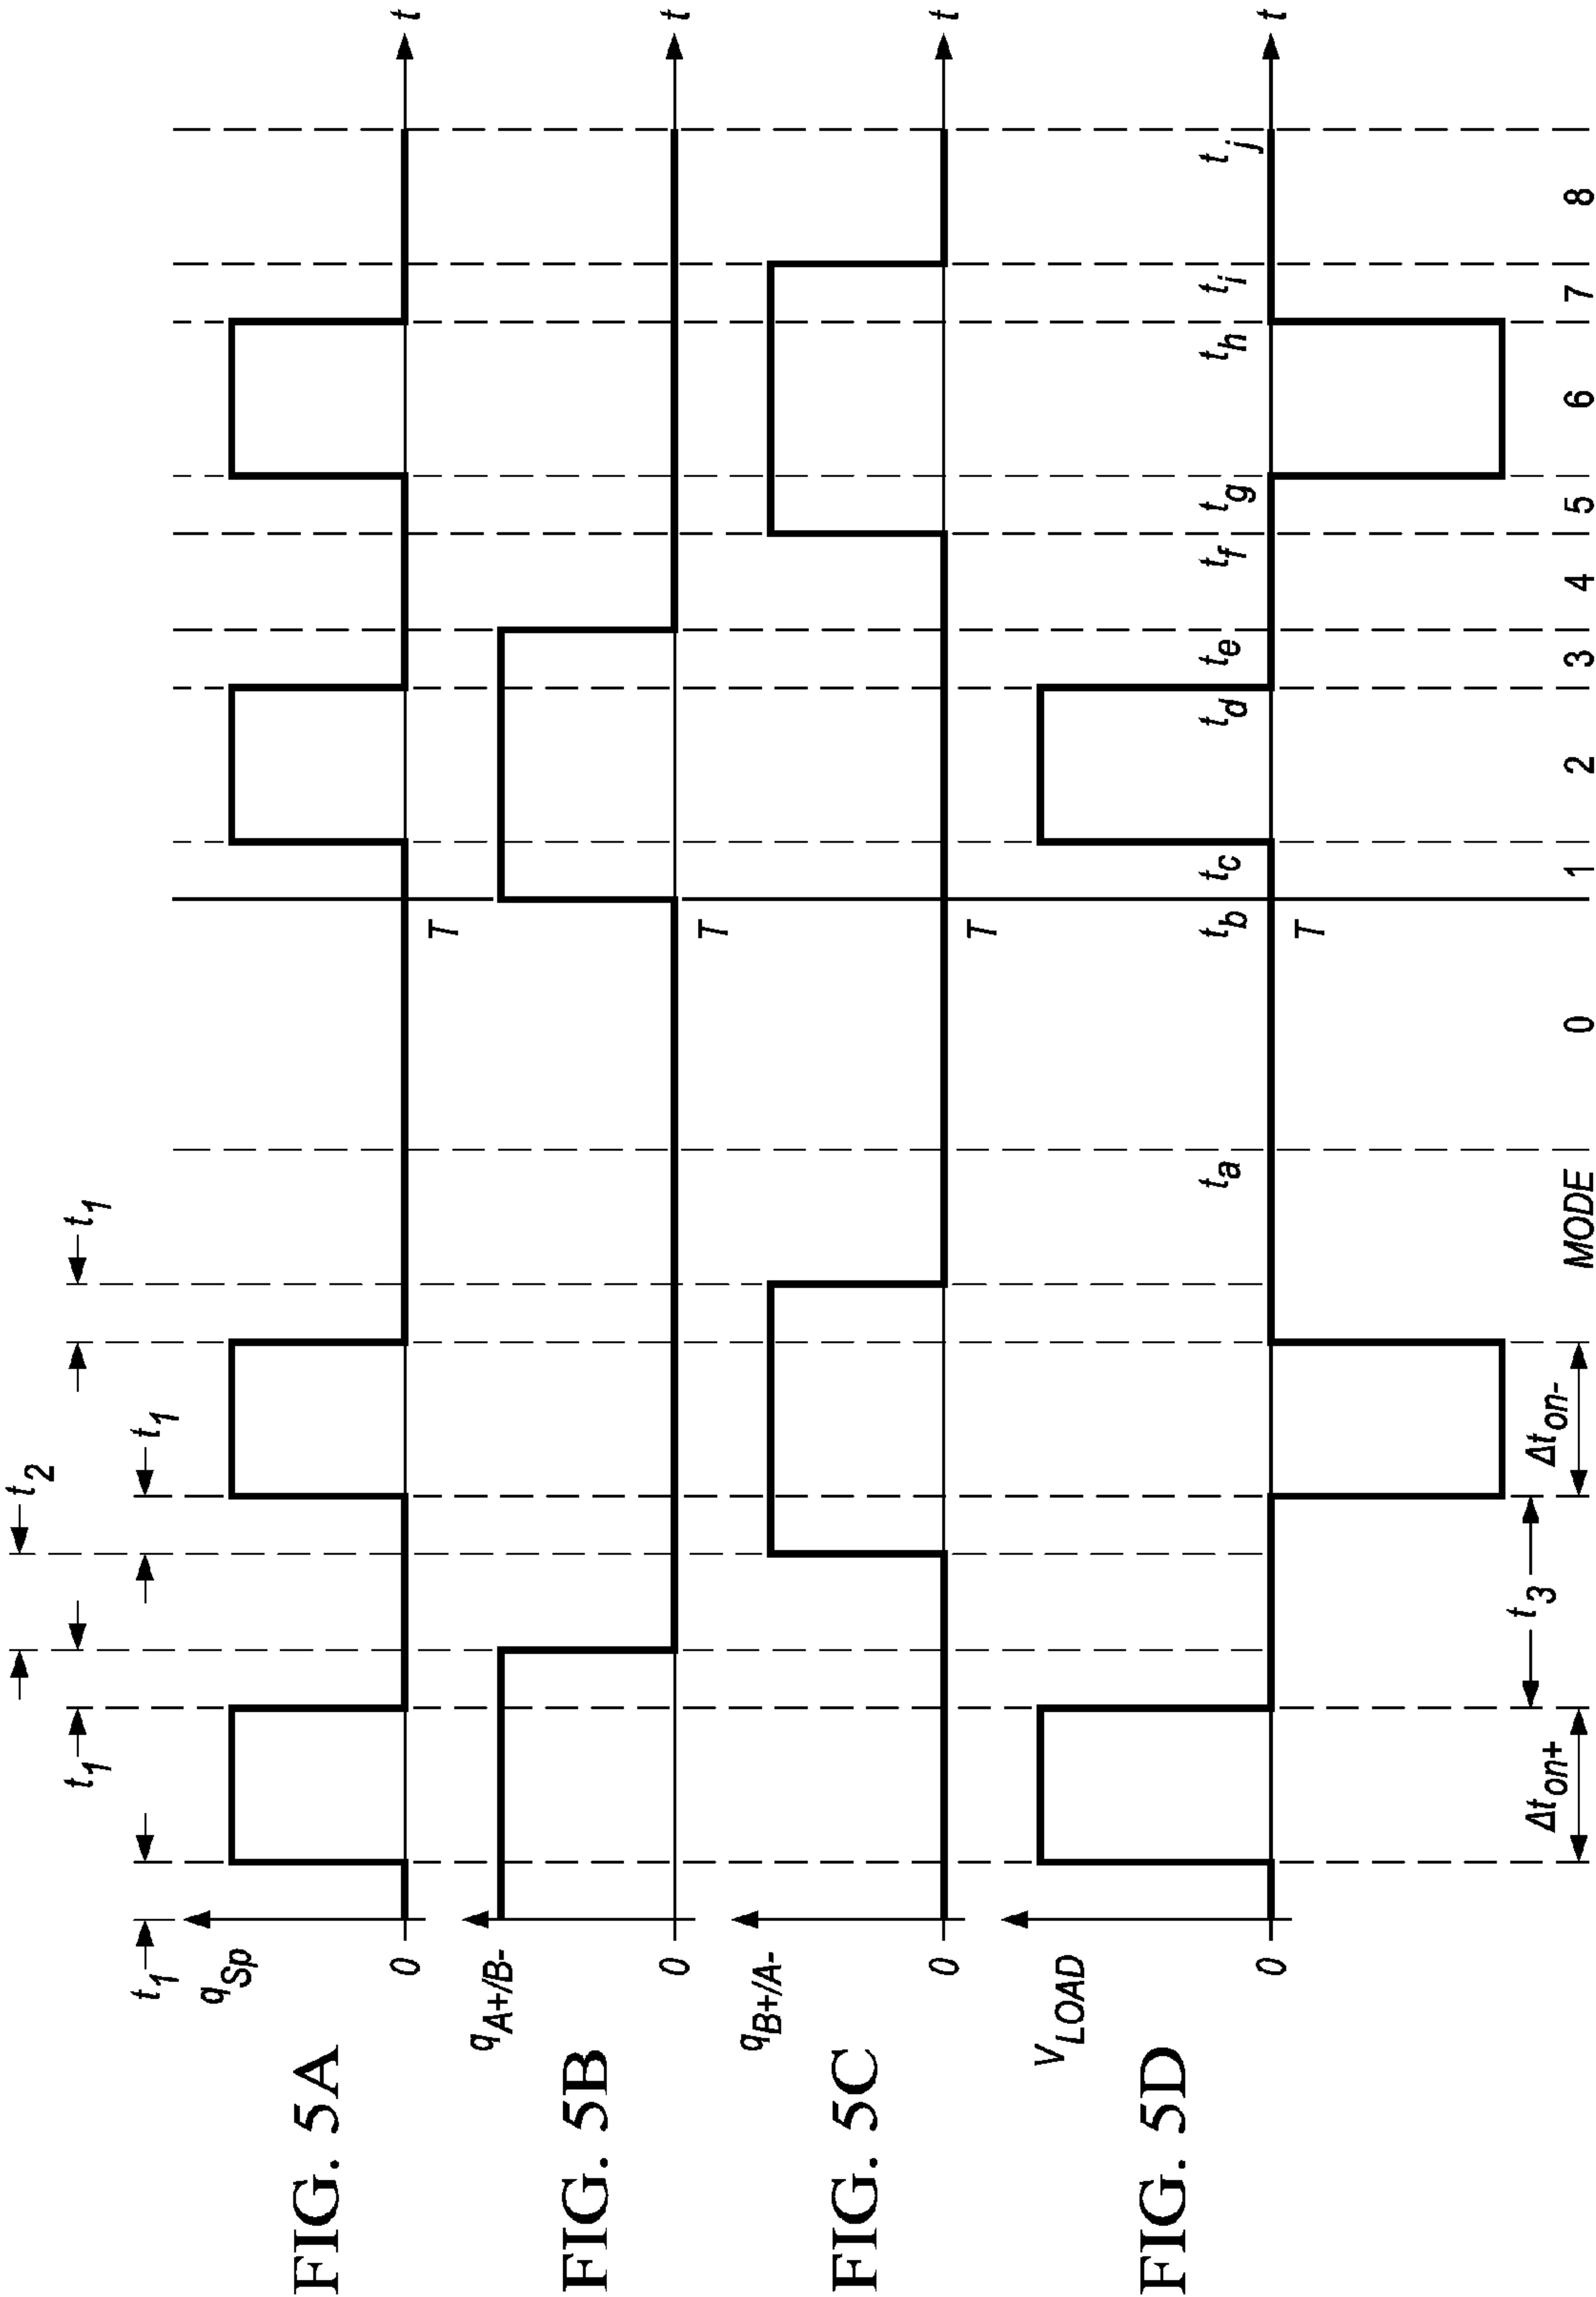 t2
t1 t1
t1 t1
FIG. 5A
qSp
0 T t
FIG. 5B
qA+/B-
0 T t
FIG. 5C
qB+/A-
0 T t
FIG. 5D
VLOAD
ta tb tc td te tf tg th ti tj
0 T t
t3
Δton+ Δton- MODE 0 1 2 3 4 5 6 7 8